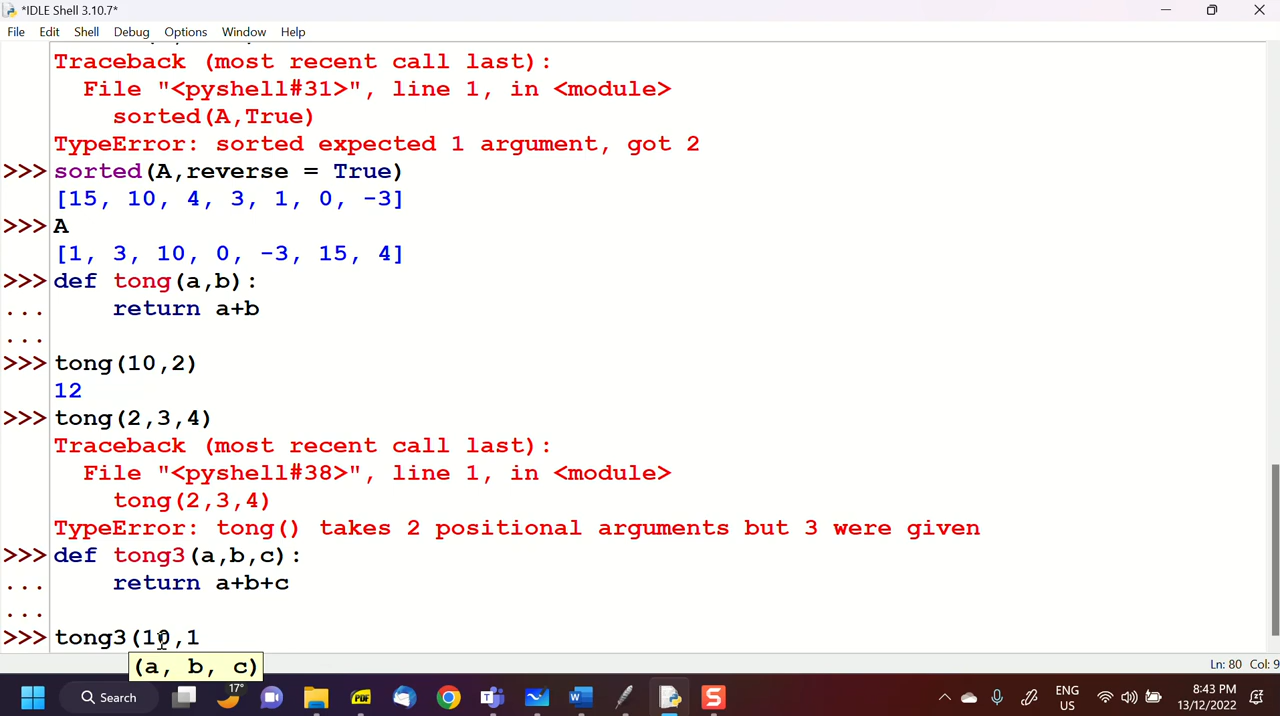 *IDLE Shell 3.10.7*
File Edit Shell Debug Options Window Help
Traceback (most recent call last):
File "<pyshell#31>", line 1, in <module>
sorted(A,True)
TypeError: sorted expected 1 argument, got 2
>>> sorted(A,reverse = True)
[15, 10, 4, 3, 1, 0, -3]
>>> A
[1, 3, 10, 0, -3, 15, 4]
>>> def tong(a,b):
... return a+b
...
>>> tong(10,2)
12
>>> tong(2,3,4)
Traceback (most recent call last):
File "<pyshell#38>", line 1, in <module>
tong(2,3,4)
TypeError: tong() takes 2 positional arguments but 3 were given
>>> def tong3(a,b,c):
... return a+b+c
...
>>> tong3(10,1
(a, b, c)
Ln: 80 Col: 9
Search
17°
PDF
ENG
US
8:43 PM
13/12/2022